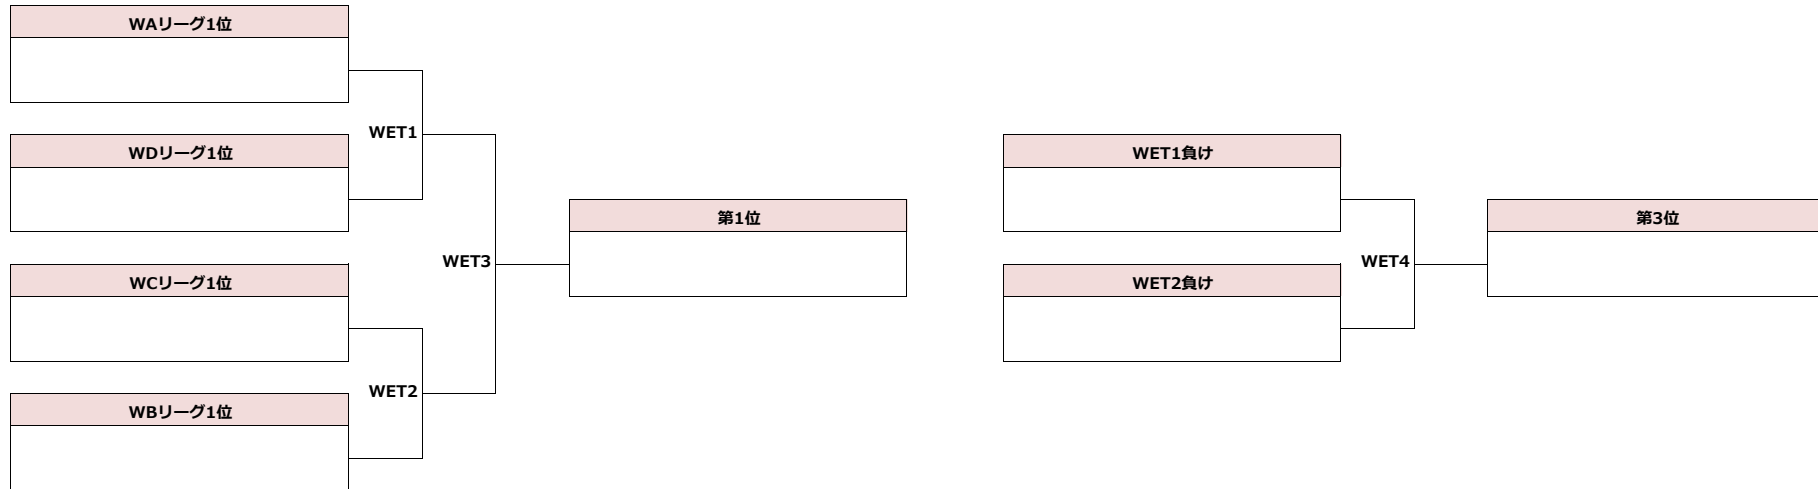 WAリーグ1位
WET1
WDリーグ1位
WET3
第1位
WCリーグ1位
WET2
WBリーグ1位
WET1負け
WET4
第3位
WET2負け